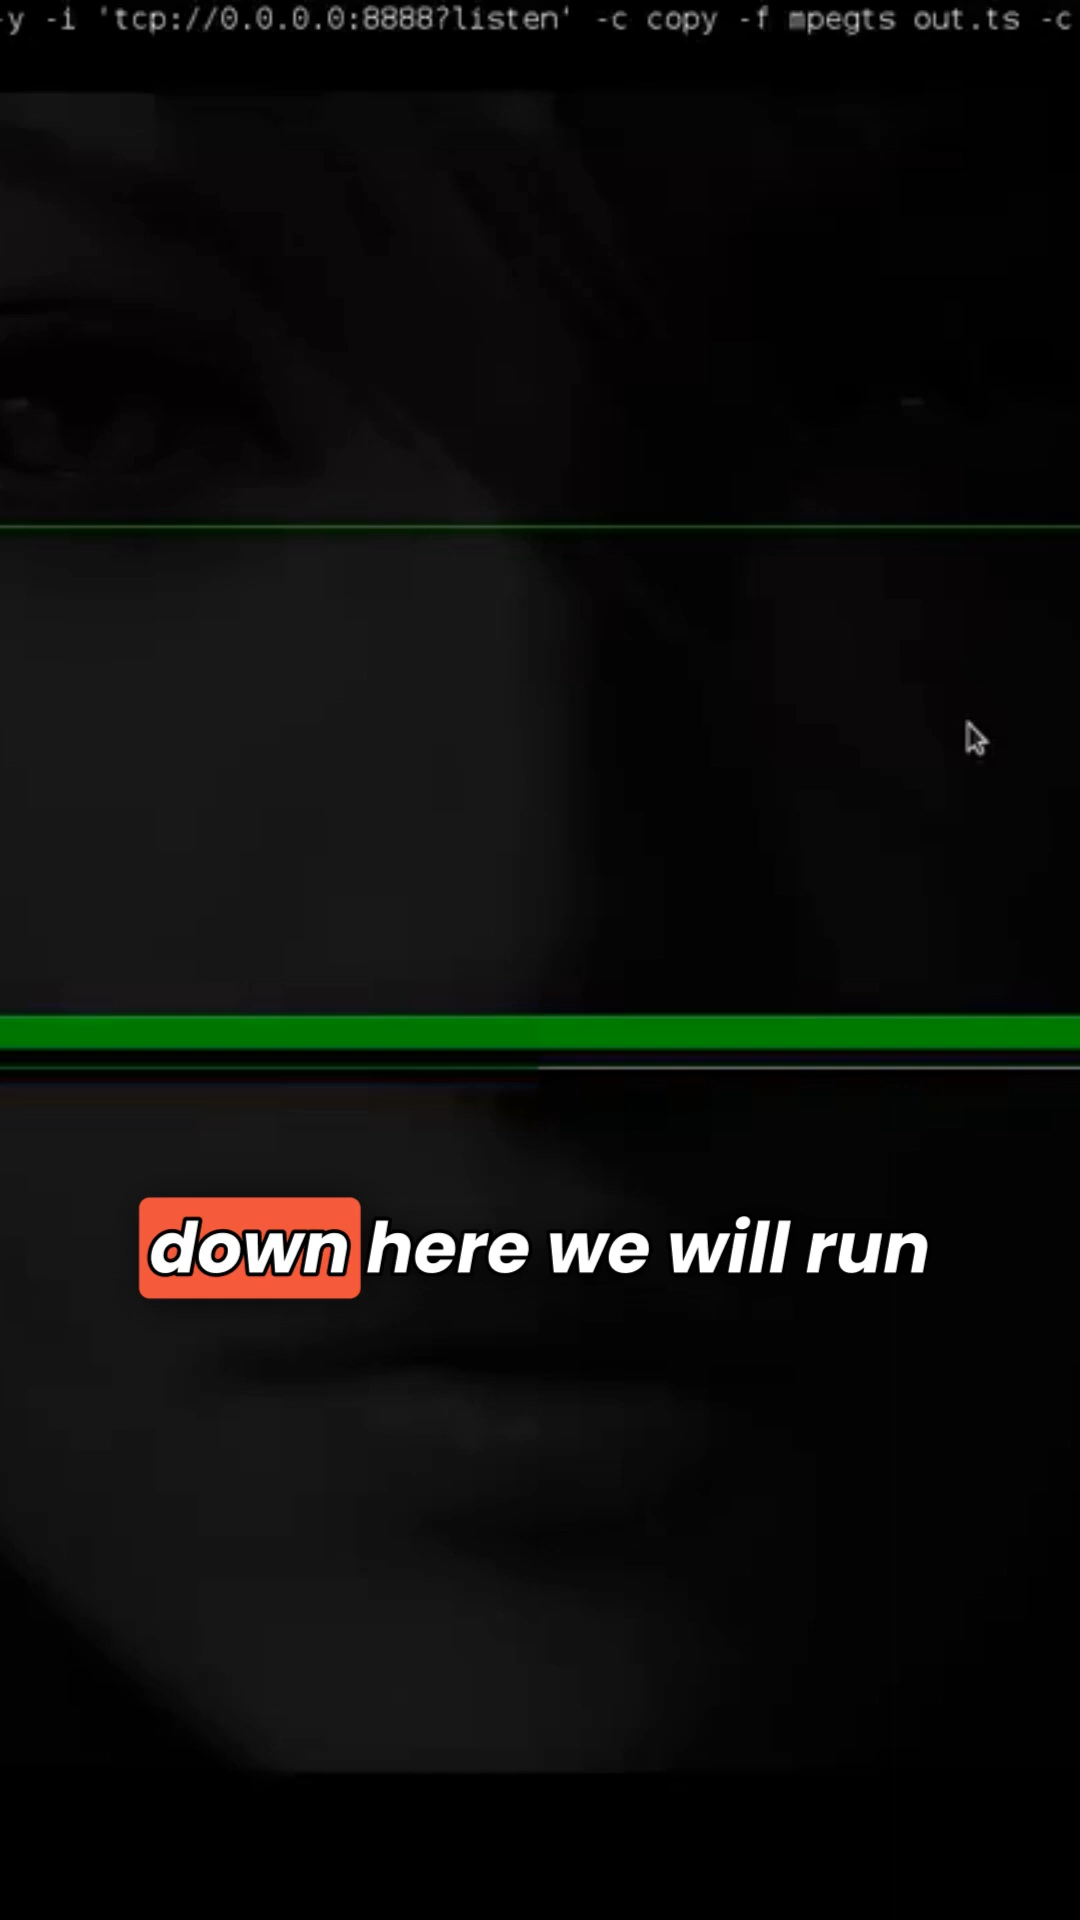 -y -i 'tcp://0.0.0.0:8888?listen' -c copy -f mpegts out.ts -c
down here we will run